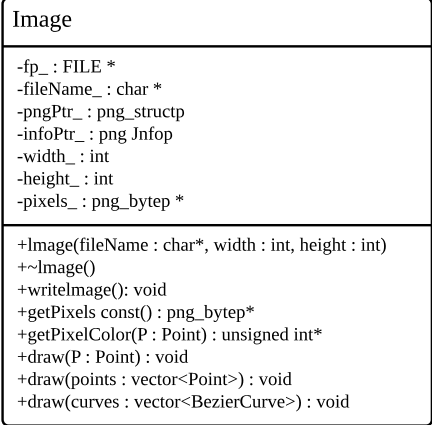 Image
-fp_ : FILE *
-fileName_ : char *
-pngPtr_ : png_structp
-infoPtr_ : png Jnfop
-width_ : int
-height_ : int
-pixels_ : png_bytep *
+lmage(fileName : char*, width : int, height : int)
+~lmage()
+writelmage(): void
+getPixels const() : png_bytep*
+getPixelColor(P : Point) : unsigned int*
+draw(P : Point) : void
+draw(points : vector<Point>) : void
+draw(curves : vector<BezierCurve>) : void